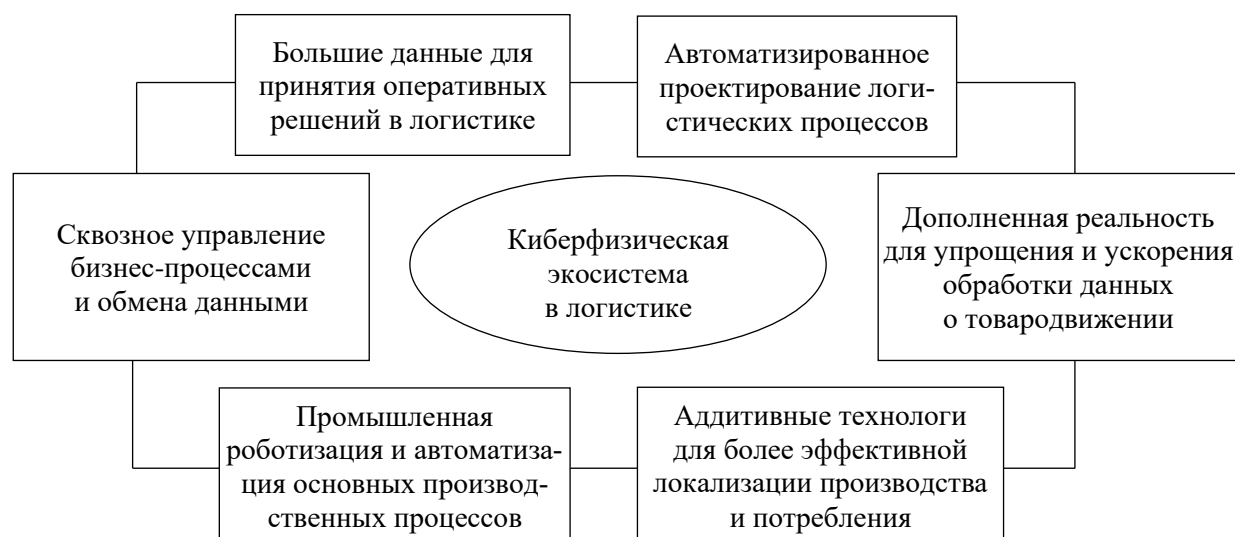 Большие данные для
принятия оперативных
решений в логистике
Автоматизированное
проектирование логи-
стических процессов
Сквозное управление
бизнес-процессами
и обмена данными
Киберфизическая
экосистема
в логистике
Дополненная реальность
для упрощения и ускорения
обработки данных
о товародвижении
Промышленная
роботизация и автоматиза-
ция основных производ-
ственных процессов
Аддитивные технологи
для более эффективной
локализации производства
и потребления